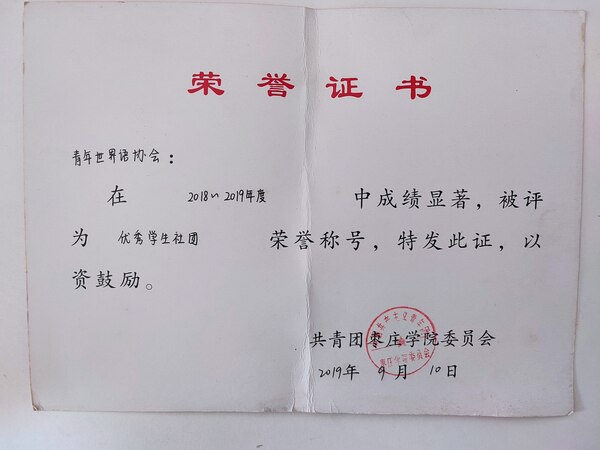 荣誉证书
青年世界语协会：
在 2018~2019年度 中成绩显著，被评
为 优秀学生社团 荣誉称号，特发此证，以
资鼓励。
共青团枣庄学院委员会
2019年 9月 10日